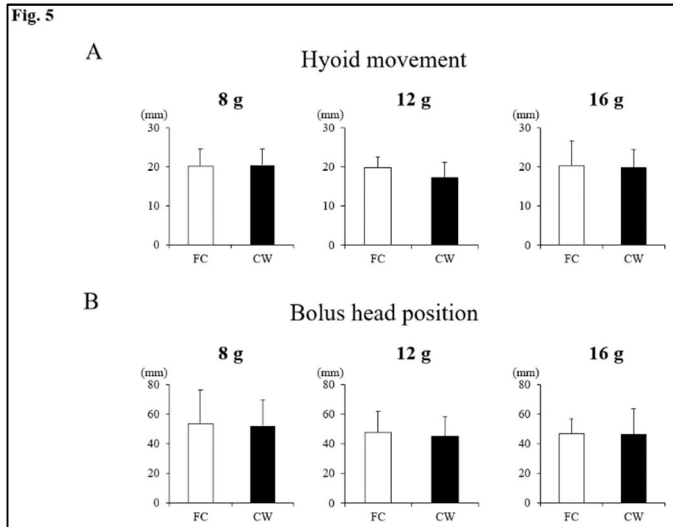 Fig. 5
A
Hyoid movement
8 g 12 g 16 g
(mm) (mm) (mm)
30 30 30
20 20 20
10 10 10
0 0 0
FC CW FC CW FC CW
B
Bolus head position
8 g 12 g 16 g
(mm) (mm) (mm)
80 80 80
60 60 60
40 40 40
20 20 20
0 0 0
FC CW FC CW FC CW